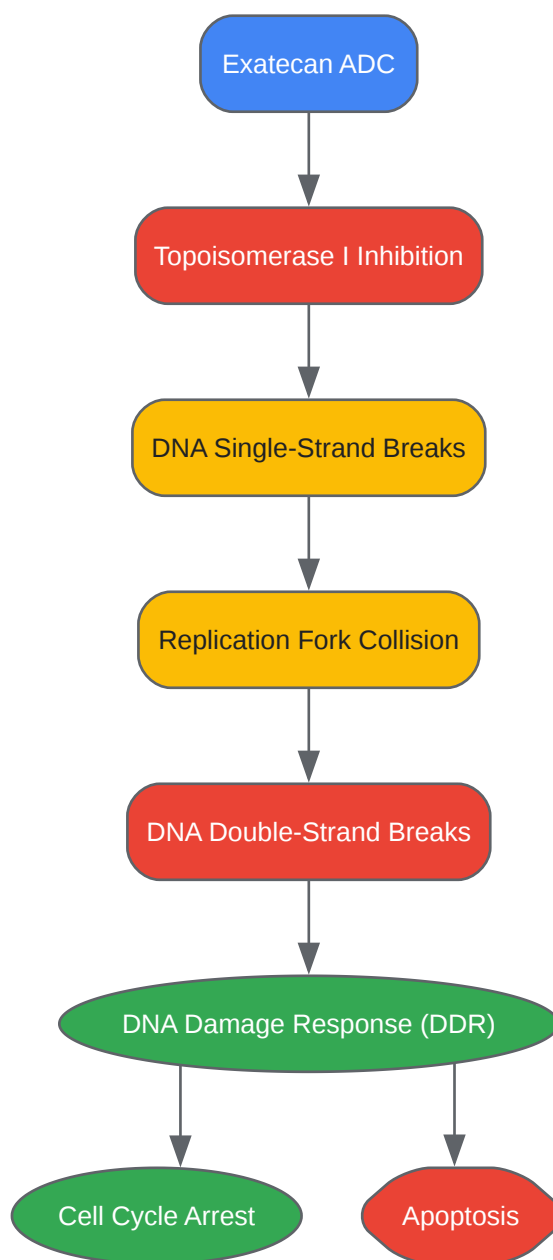 Exatecan ADC
Topoisomerase I Inhibition
DNA Single-Strand Breaks
Replication Fork Collision
DNA Double-Strand Breaks
DNA Damage Response (DDR)
Cell Cycle Arrest
Apoptosis